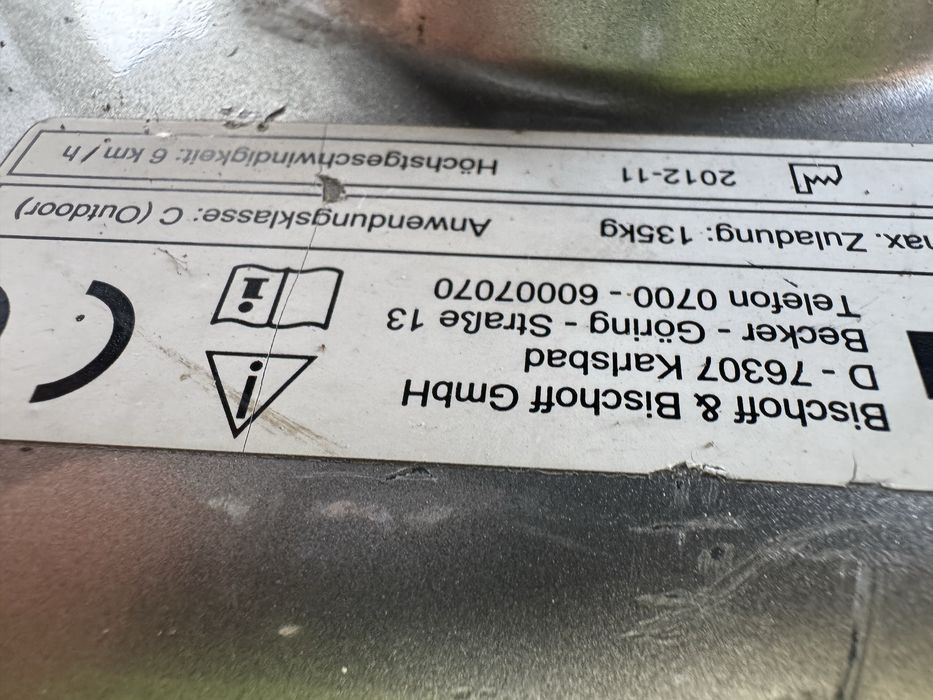 Bischoff & Bischoff GmbH
D - 76307 Karlsbad
Becker - Göring - Straße 13
Telefon 0700 - 60007070
Zuladung: 135kg
Anwendungsklasse: C (Outdoor)
2012-11
Höchstgeschwindigkeit: 6 km / h